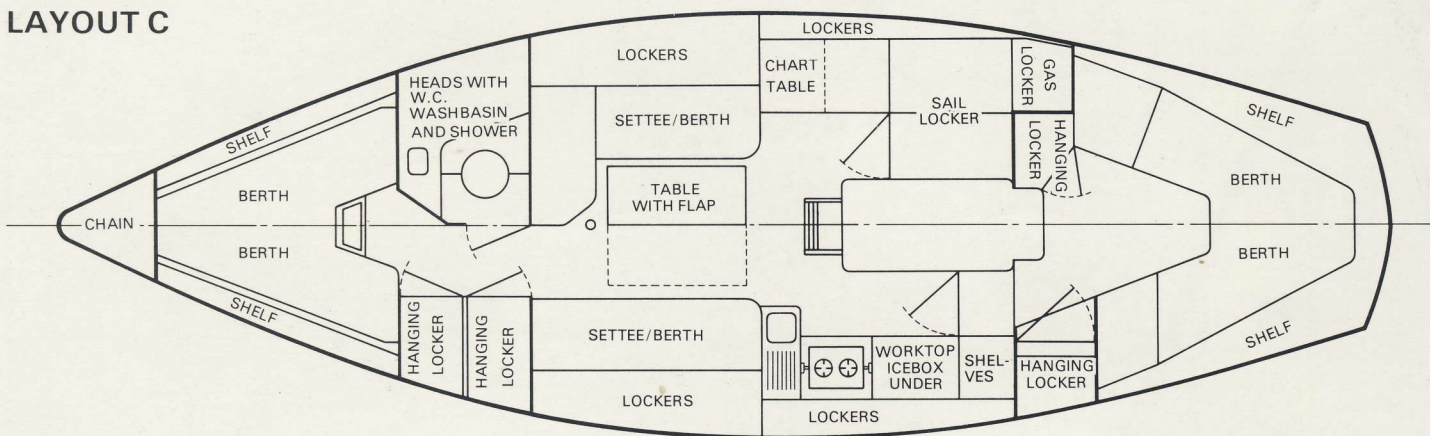 LAYOUT C
CHAIN
SHELF
BERTH
BERTH
SHELF
HEADS WITH
W.C.
WASHBASIN
AND SHOWER
HANGING
LOCKER
HANGING
LOCKER
LOCKERS
SETTEE/BERTH
TABLE
WITH FLAP
SETTEE/BERTH
LOCKERS
LOCKERS
CHART
TABLE
SAIL
LOCKER
GAS
LOCKER
HANGING
LOCKER
WORKTOP
ICEBOX
UNDER
SHEL-
VES
LOCKERS
HANGING
LOCKER
SHELF
BERTH
BERTH
SHELF